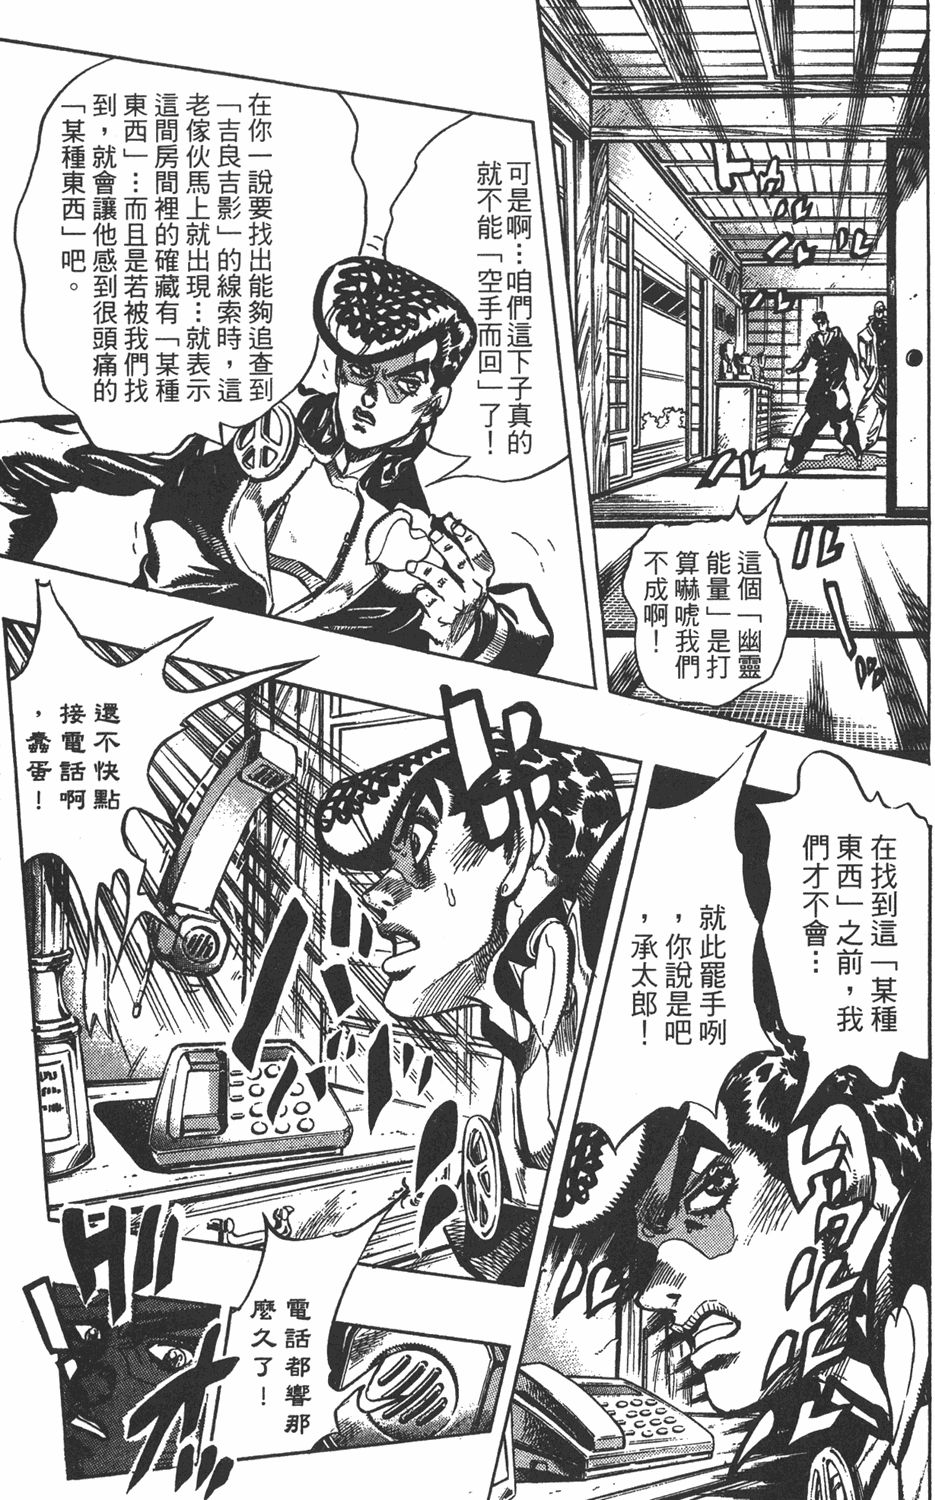 ドドゥ
ゴゴゴゴ
這個「幽靈
能量」是打
算嚇唬我們
不成啊！
可是啊…咱們這下子真的
就不能「空手而回」了！
在你一說要找出能夠追查到
「吉良吉影」的線索時，這
老傢伙馬上就出現…就表示
這間房間裡的確藏有「某種
東西」…而且是若被我們找
到，就會讓他感到很頭痛的
「某種東西」吧。
在找到這「某種
東西」之前，我
們才不會…
就此罷手咧
，你說是吧
，承太郎！
還不快點
接電話啊
，蠢蛋！
電話都響那
麼久了！